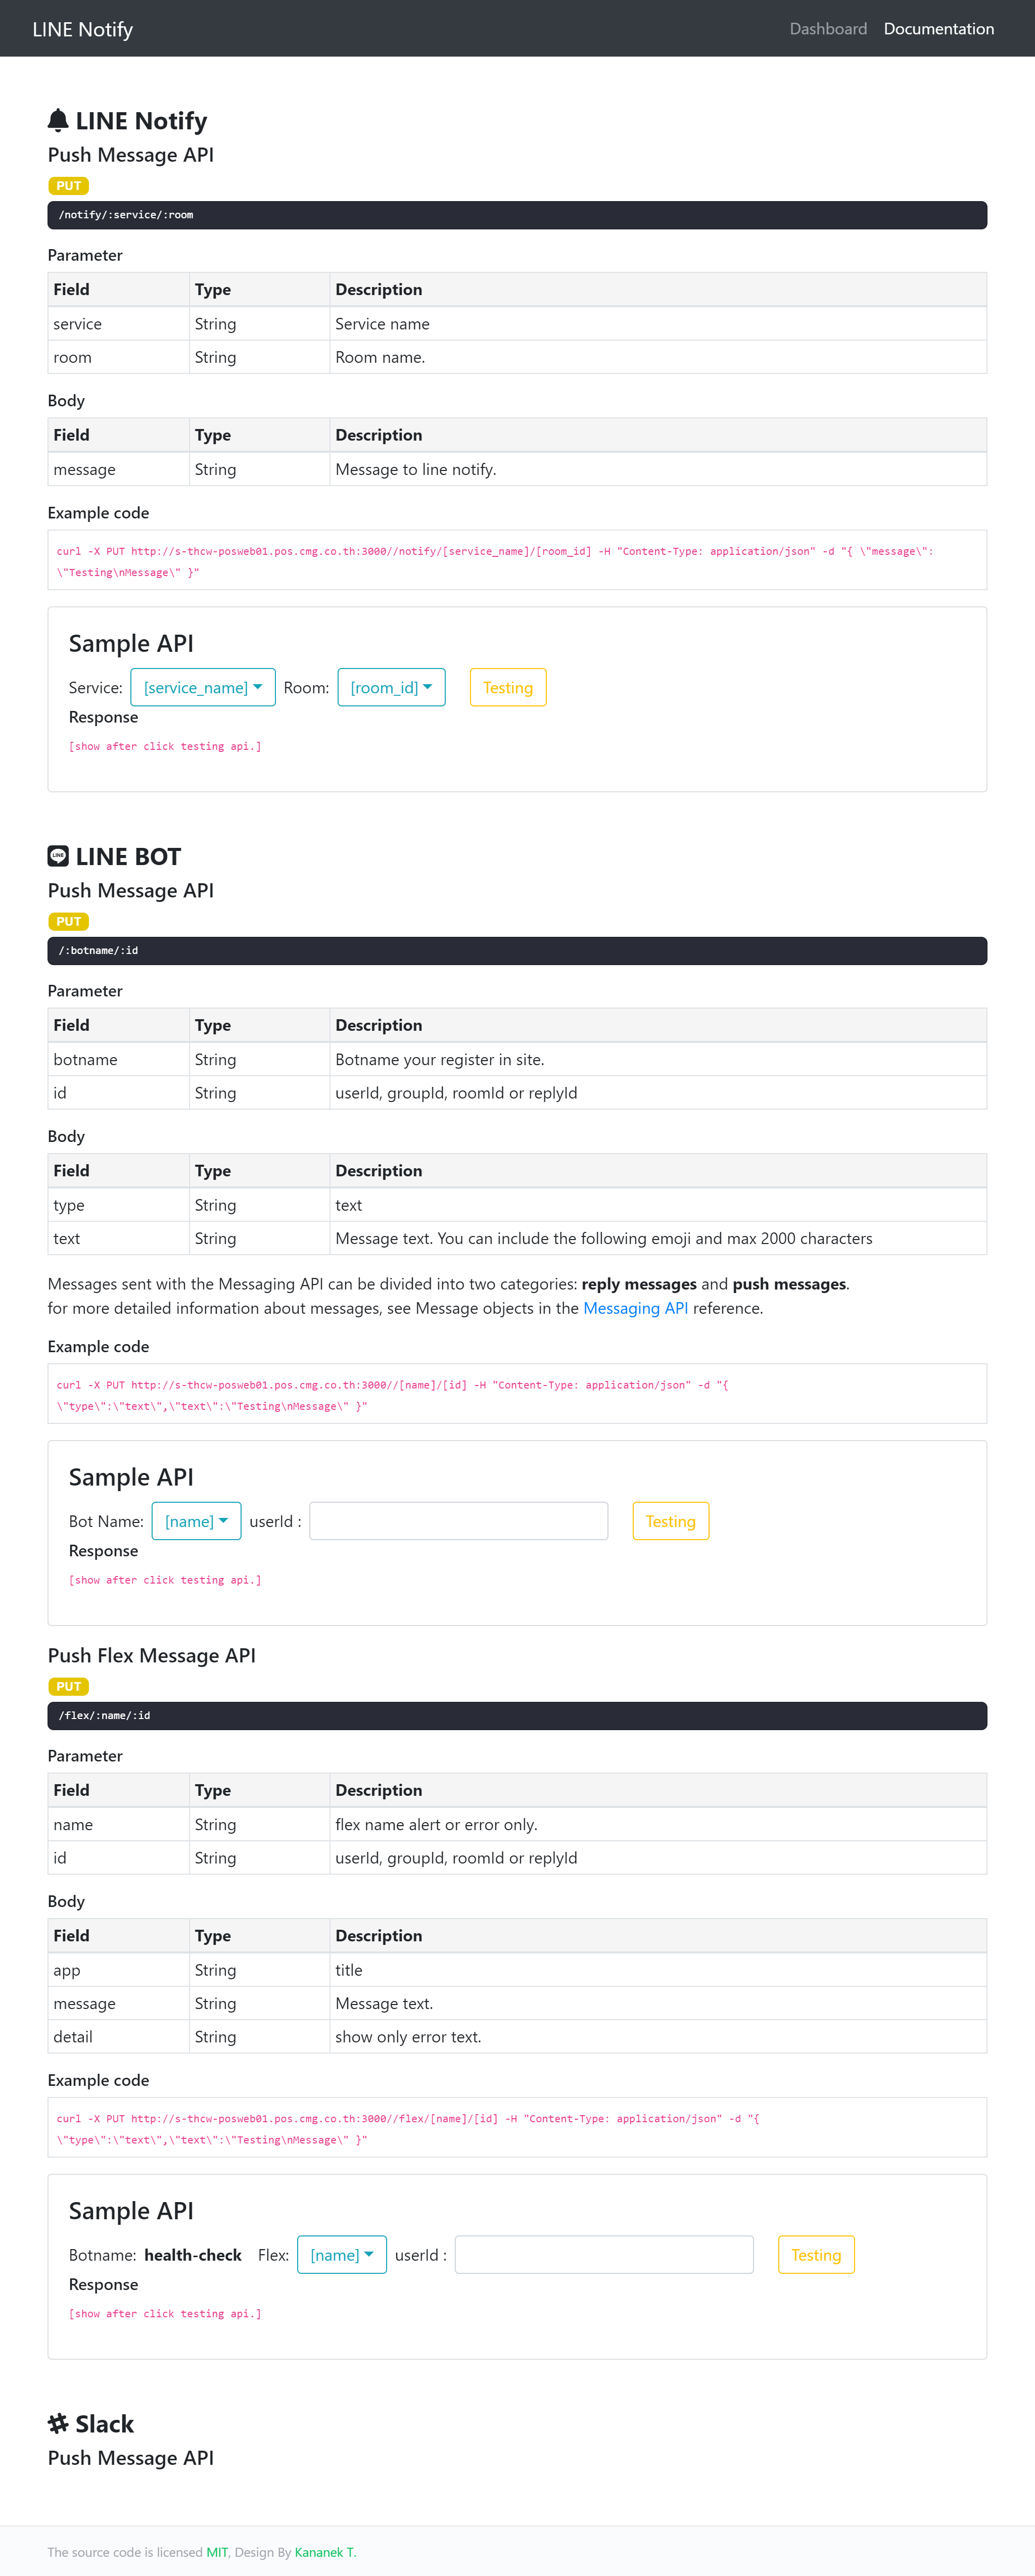 LINE Notify
Dashboard Documentation
LINE Notify
Push Message API
PUT
/notify/:service/:room
Parameter
Field Type Description
service String Service name
room String Room name.
Body
Field Type Description
message String Message to line notify.
Example code
curl -X PUT http://s-thcw-posweb01.pos.cmg.co.th:3000//notify/[service_name]/[room_id] -H "Content-Type: application/json" -d "{ \"message\":
\"Testing\nMessage\" }"
Sample API
Service: [service_name] Room: [room_id] Testing
Response
[show after click testing api.]
LINE BOT
Push Message API
PUT
/:botname/:id
Parameter
Field Type Description
botname String Botname your register in site.
id String userId, groupId, roomId or replyId
Body
Field Type Description
type String text
text String Message text. You can include the following emoji and max 2000 characters
Messages sent with the Messaging API can be divided into two categories: reply messages and push messages.
for more detailed information about messages, see Message objects in the Messaging API reference.
Example code
curl -X PUT http://s-thcw-posweb01.pos.cmg.co.th:3000//[name]/[id] -H "Content-Type: application/json" -d "{
\"type\":\"text\",\"text\":\"Testing\nMessage\" }"
Sample API
Bot Name: [name] userId : Testing
Response
[show after click testing api.]
Push Flex Message API
PUT
/flex/:name/:id
Parameter
Field Type Description
name String flex name alert or error only.
id String userId, groupId, roomId or replyId
Body
Field Type Description
app String title
message String Message text.
detail String show only error text.
Example code
curl -X PUT http://s-thcw-posweb01.pos.cmg.co.th:3000//flex/[name]/[id] -H "Content-Type: application/json" -d "{
\"type\":\"text\",\"text\":\"Testing\nMessage\" }"
Sample API
Botname: health-check Flex: [name] userId : Testing
Response
[show after click testing api.]
Slack
Push Message API
The source code is licensed MIT, Design By Kananek T.